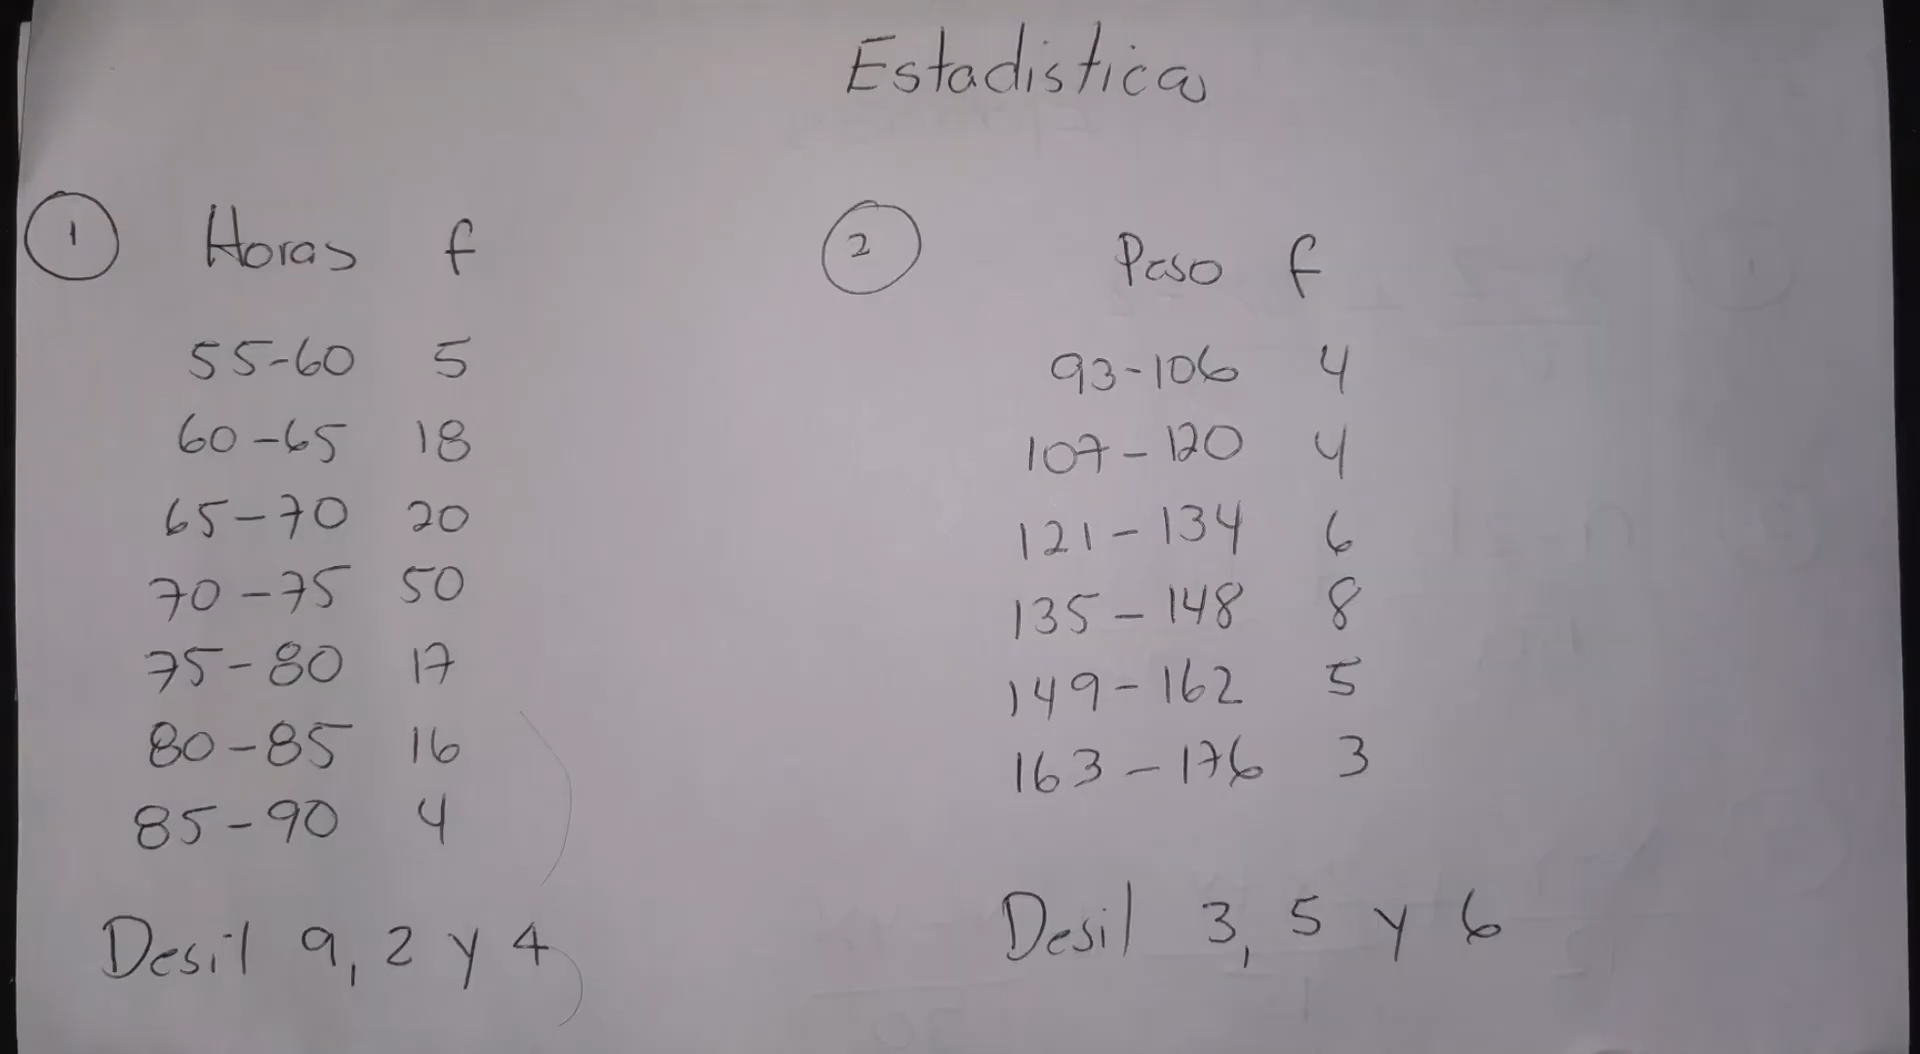 Estadistica
1 Horas f
55-60 5
60-65 18
65-70 20
70-75 50
75-80 17
80-85 16
85-90 4
Desil 9, 2 y 4
2 Peso f
93-106 4
107-120 4
121-134 6
135-148 8
149-162 5
163-176 3
Desil 3, 5 y 6